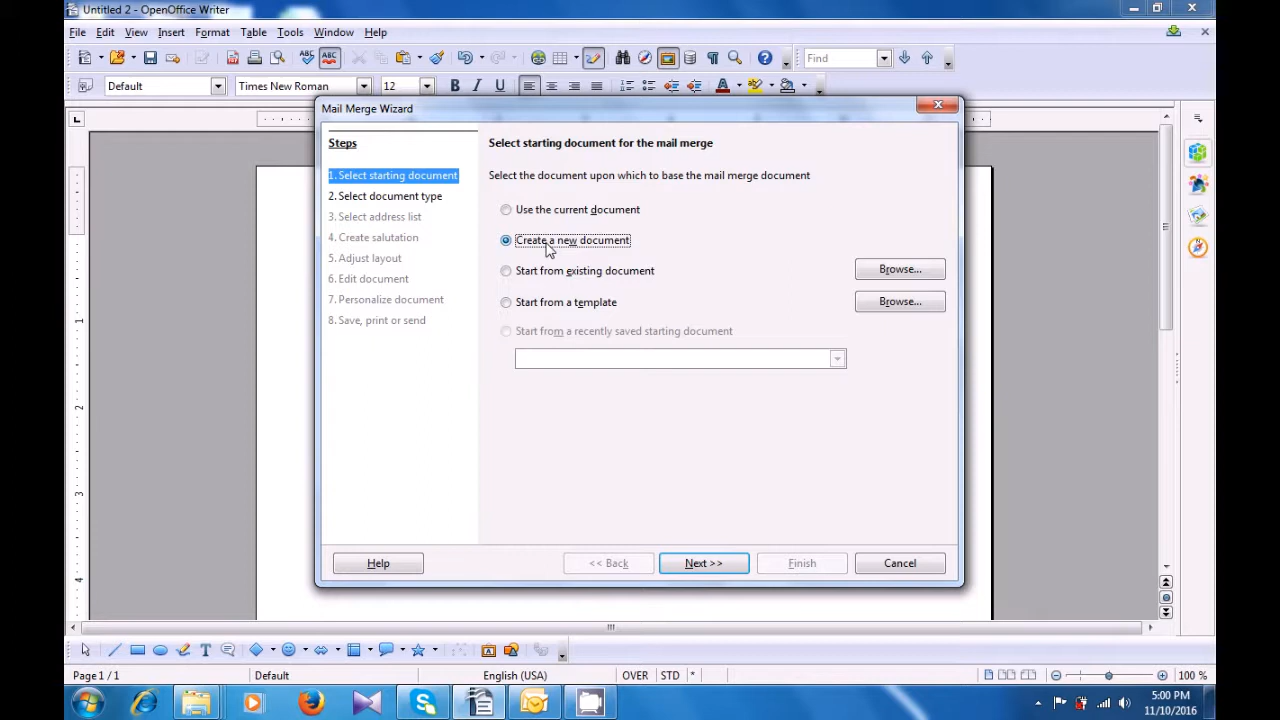 Untitled 2 - OpenOffice Writer
File Edit View Insert Format Table Tools Window Help
Find
Default Times New Roman 12 B I U
Mail Merge Wizard
Steps
1. Select starting document
2. Select document type
3. Select address list
4. Create salutation
5. Adjust layout
6. Edit document
7. Personalize document
8. Save, print or send
Select starting document for the mail merge
Select the document upon which to base the mail merge document
Use the current document
Create a new document
Start from existing document Browse...
Start from a template Browse...
Start from a recently saved starting document
Help << Back Next >> Finish Cancel
1
2
3
4
Page 1 / 1 Default English (USA) OVER STD * 100 %
5:00 PM
11/10/2016